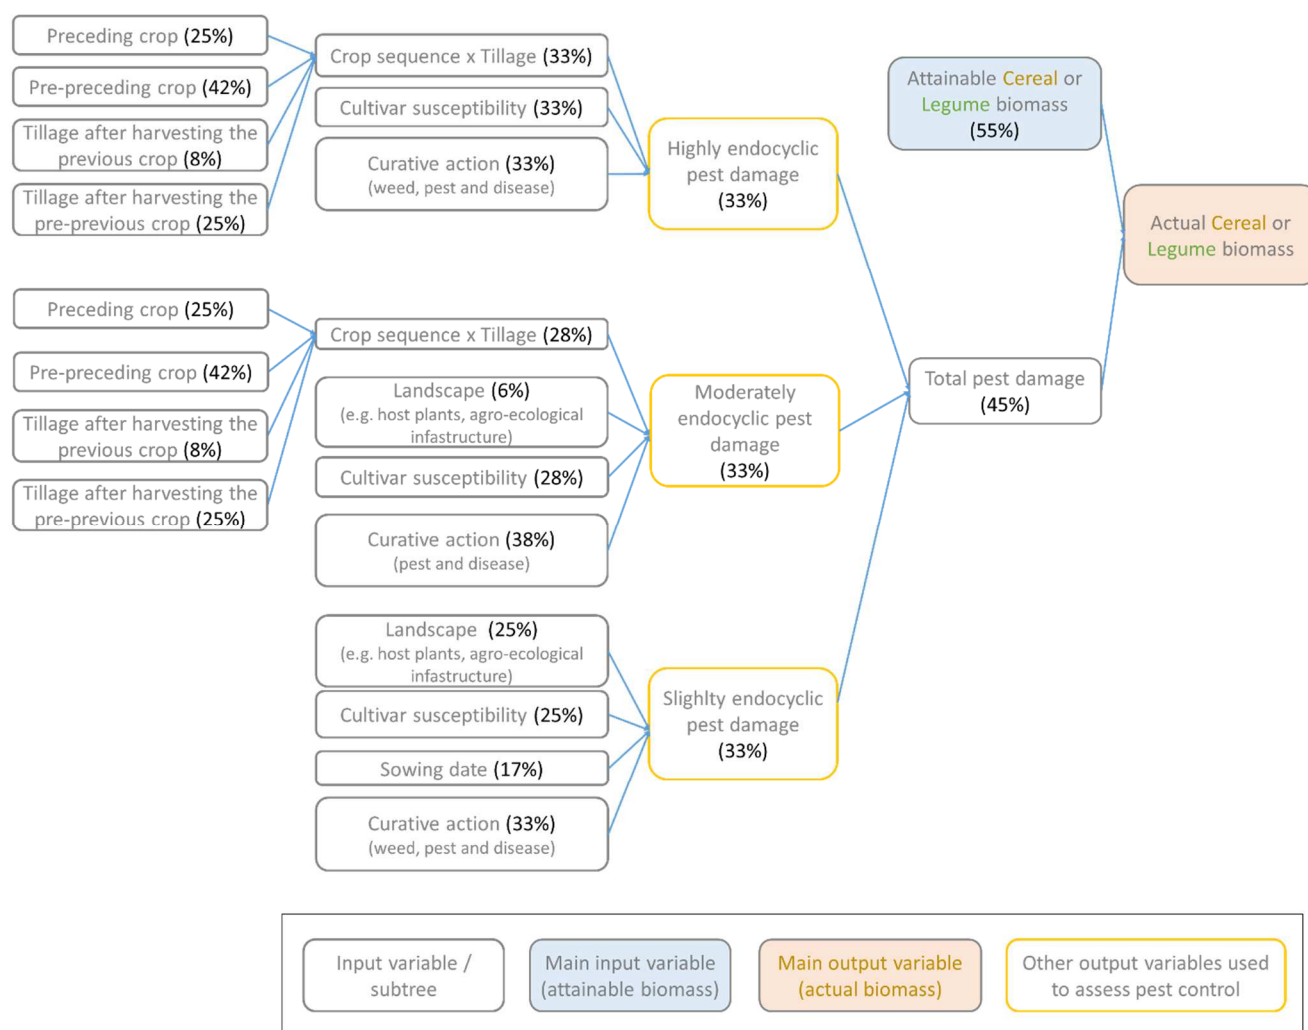 Preceding crop (25%)
Pre-preceding crop (42%)
Tillage after harvesting the
previous crop (8%)
Tillage after harvesting the
pre-previous crop (25%)
Crop sequence x Tillage (33%)
Cultivar susceptibility (33%)
Curative action (33%)
(weed, pest and disease)
Highly endocyclic
pest damage
(33%)
Attainable Cereal or
Legume biomass
(55%)
Actual Cereal or
Legume biomass
Preceding crop (25%)
Pre-preceding crop (42%)
Tillage after harvesting the
previous crop (8%)
Tillage after harvesting the
pre-previous crop (25%)
Crop sequence x Tillage (28%)
Landscape (6%)
(e.g. host plants, agro-ecological
infastructure)
Cultivar susceptibility (28%)
Curative action (38%)
(pest and disease)
Moderately
endocyclic pest
damage
(33%)
Total pest damage
(45%)
Landscape (25%)
(e.g. host plants, agro-ecological
infastructure)
Cultivar susceptibility (25%)
Sowing date (17%)
Curative action (33%)
(weed, pest and disease)
Slighlty endocyclic
pest damage
(33%)
Input variable /
subtree
Main input variable
(attainable biomass)
Main output variable
(actual biomass)
Other output variables used
to assess pest control